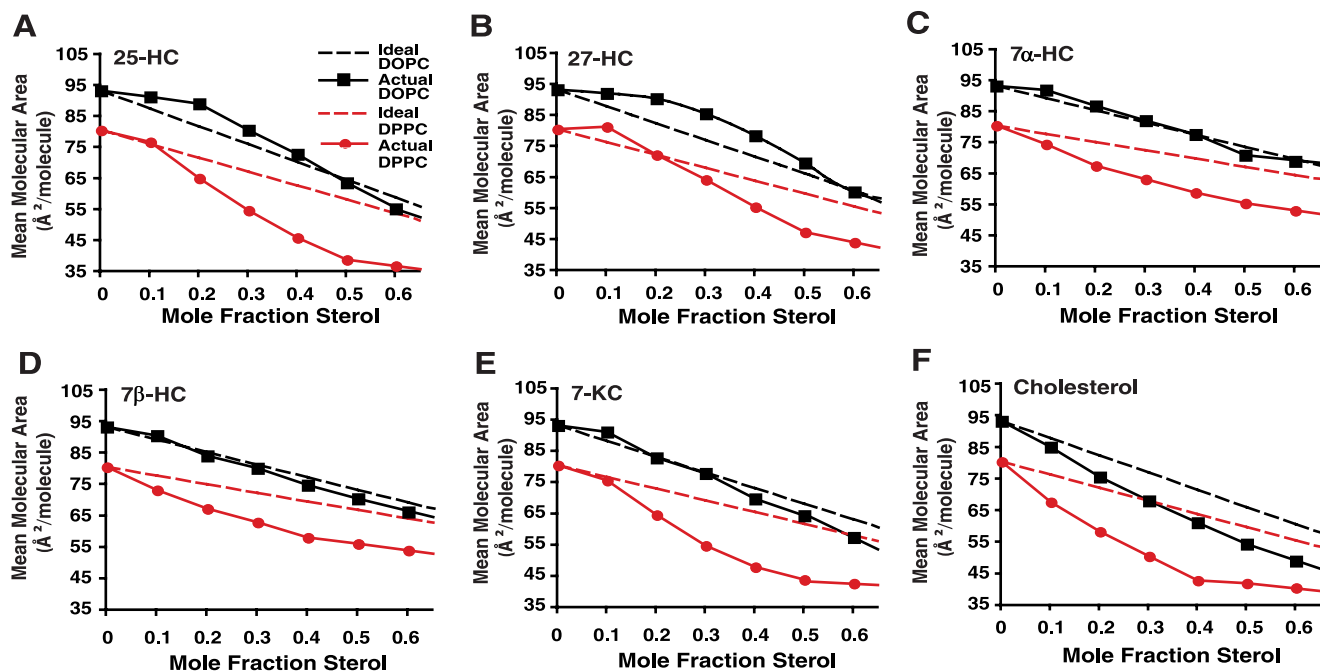 A
25-HC
Ideal
DOPC
Actual
DOPC
Ideal
DPPC
Actual
DPPC
Mean Molecular Area
(Å ²/molecule)
105
95
85
75
65
55
45
35
0 0.1 0.2 0.3 0.4 0.5 0.6
Mole Fraction Sterol
B
27-HC
Mean Molecular Area
(Å ²/molecule)
105
95
85
75
65
55
45
35
0 0.1 0.2 0.3 0.4 0.5 0.6
Mole Fraction Sterol
C
7α-HC
Mean Molecular Area
(Å ²/molecule)
105
95
85
75
65
55
45
35
0 0.1 0.2 0.3 0.4 0.5 0.6
Mole Fraction Sterol
D
7β-HC
Mean Molecular Area
(Å ²/molecule)
105
95
85
75
65
55
45
35
0 0.1 0.2 0.3 0.4 0.5 0.6
Mole Fraction Sterol
E
7-KC
Mean Molecular Area
(Å ²/molecule)
105
95
85
75
65
55
45
35
0 0.1 0.2 0.3 0.4 0.5 0.6
Mole Fraction Sterol
F
Cholesterol
Mean Molecular Area
(Å ²/molecule)
105
95
85
75
65
55
45
35
0 0.1 0.2 0.3 0.4 0.5 0.6
Mole Fraction Sterol